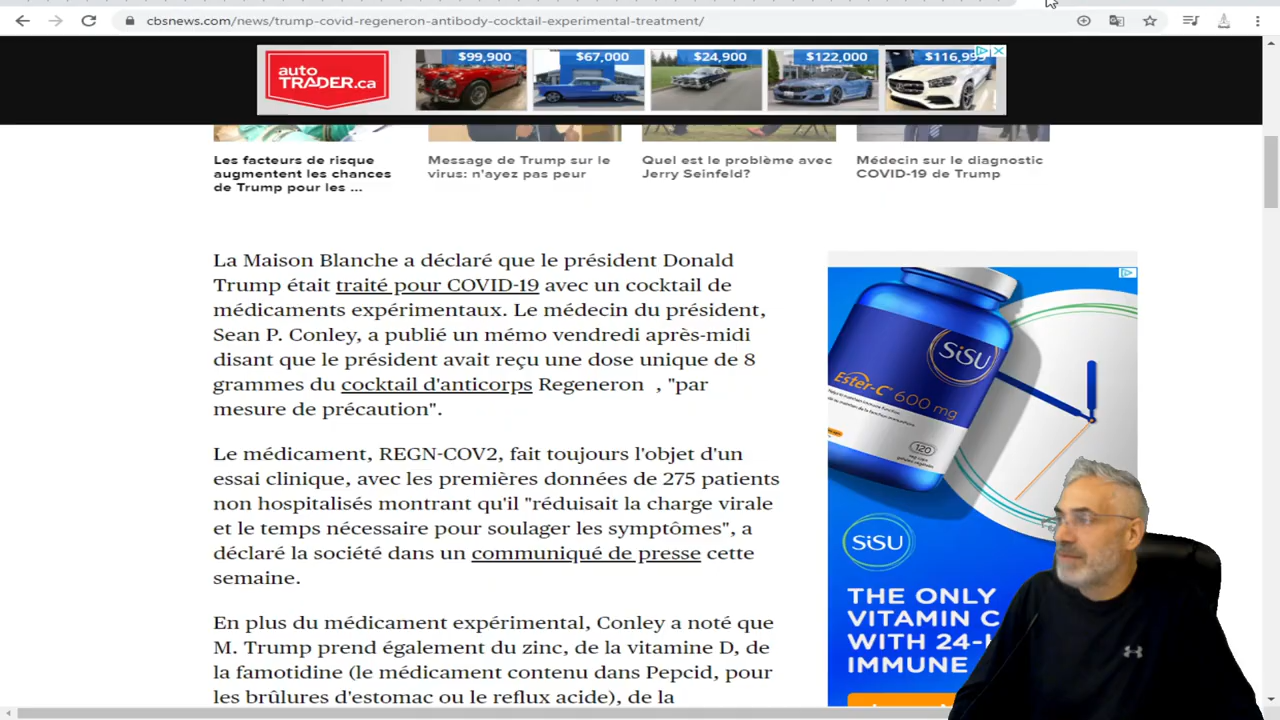 cbsnews.com/news/trump-covid-regeneron-antibody-cocktail-experimental-treatment/
auto
TRADER.ca
$99,900
$67,000
$24,900
$122,000
$116,995
Les facteurs de risque
augmentent les chances
de Trump pour les ...
Message de Trump sur le
virus: n'ayez pas peur
Quel est le problème avec
Jerry Seinfeld?
Médecin sur le diagnostic
COVID-19 de Trump
La Maison Blanche a déclaré que le président Donald
Trump était traité pour COVID-19 avec un cocktail de
médicaments expérimentaux. Le médecin du président,
Sean P. Conley, a publié un mémo vendredi après-midi
disant que le président avait reçu une dose unique de 8
grammes du cocktail d'anticorps Regeneron , "par
mesure de précaution".
Le médicament, REGN-COV2, fait toujours l'objet d'un
essai clinique, avec les premières données de 275 patients
non hospitalisés montrant qu'il "réduisait la charge virale
et le temps nécessaire pour soulager les symptômes", a
déclaré la société dans un communiqué de presse cette
semaine.
En plus du médicament expérimental, Conley a noté que
M. Trump prend également du zinc, de la vitamine D, de
la famotidine (le médicament contenu dans Pepcid, pour
les brûlures d'estomac ou le reflux acide), de la
SiSU
Ester-C 600 mg
120
SiSU
THE ONLY
VITAMIN C
WITH 24-
IMMUNE